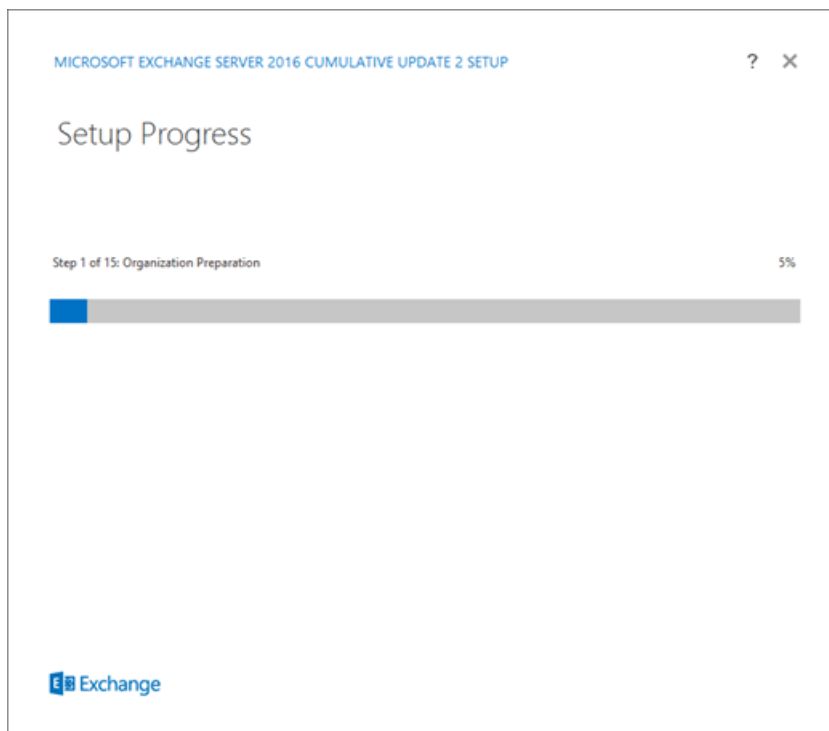 MICROSOFT EXCHANGE SERVER 2016 CUMULATIVE UPDATE 2 SETUP ? ✕
Setup Progress
Step 1 of 15: Organization Preparation 5%
Exchange